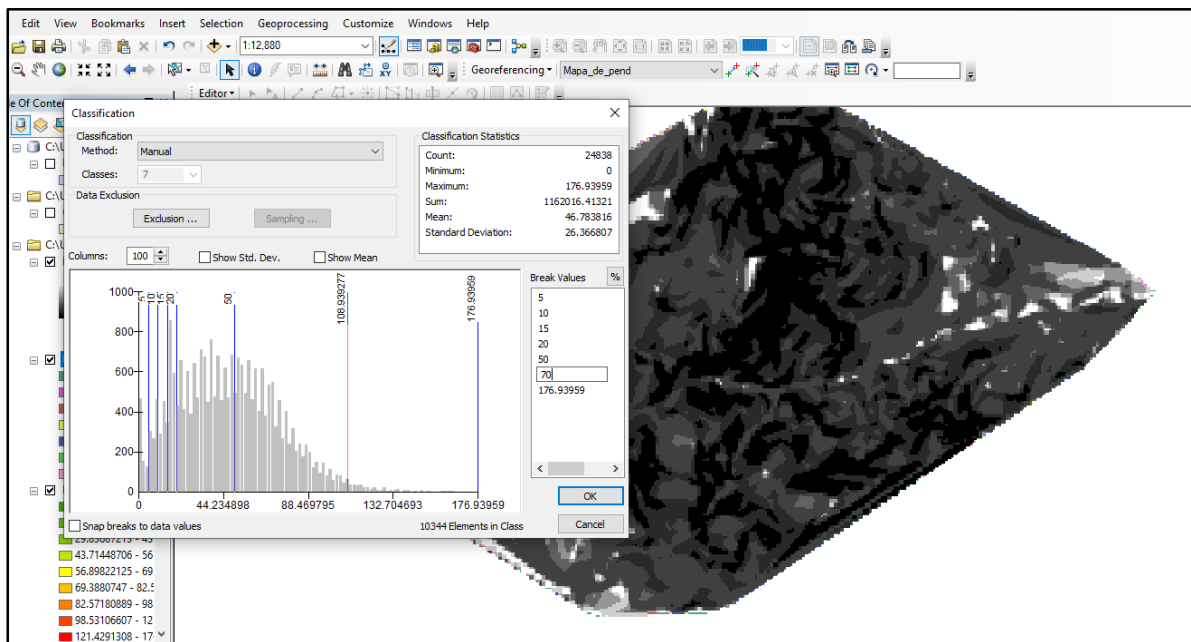 Edit View Bookmarks Insert Selection Geoprocessing Customize Windows Help
1:12,880
Georeferencing Mapa_de_pend
Editor
e Of Conter
C:\U
C:\U
C:\U
Classification
Classification
Method: Manual
Classes: 7
Data Exclusion
Exclusion ... Sampling ...
Classification Statistics
Count: 24838
Minimum: 0
Maximum: 176.93959
Sum: 1162016.41321
Mean: 46.783816
Standard Deviation: 26.366807
Columns: 100 Show Std. Dev. Show Mean
Break Values %
5
10
15
20
50
70
176.93959
5 10 15 20 50 108.939277 176.93959
1000
800
600
400
200
0
0 44.234898 88.469795 132.704693 176.93959
OK
Snap breaks to data values 10344 Elements in Class Cancel
43.71448706 - 56
56.89822125 - 69
69.3880747 - 82.5
82.57180889 - 98
98.53106607 - 12
121.4291308 - 17